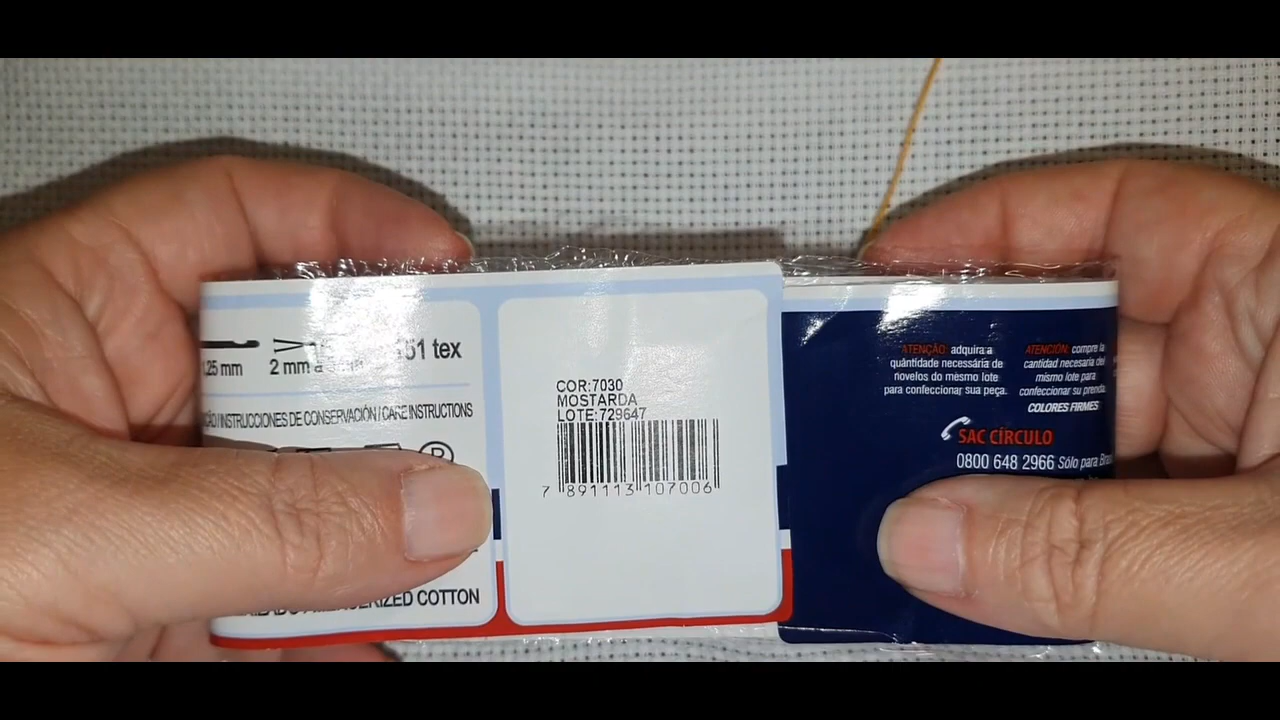 1.25 mm
2 mm a
151 tex
INSTRUCCIONES DE CONSERVACIÓN / CARE INSTRUCTIONS
P
MERCERIZED COTTON
COR:7030
MOSTARDA
LOTE:729647
7 891113 107006
ATENÇÃO: adquira a
quantidade necessária de
novelos do mesmo lote
para confeccionar sua peça.
ATENCIÓN: compre la
cantidad necesaria del
mismo lote para
confeccionar su prenda.
COLORES FIRMES
SAC CÍRCULO
0800 648 2966 Sólo para